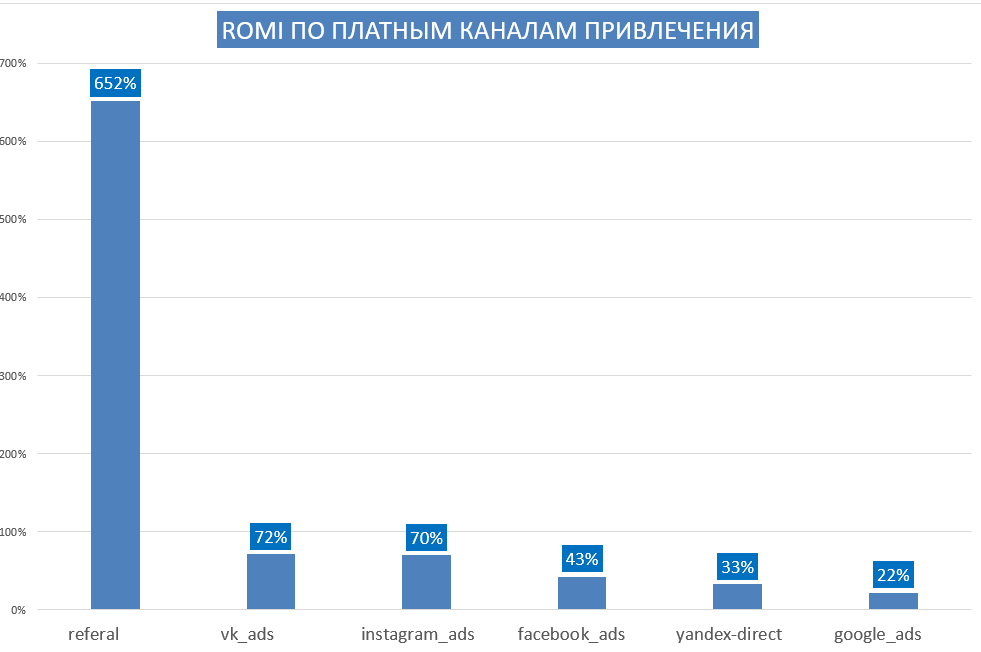 ROMI ПО ПЛАТНЫМ КАНАЛАМ ПРИВЛЕЧЕНИЯ
700%
652%
600%
500%
400%
300%
200%
100%
72%
70%
43%
33%
22%
0%
referal
vk_ads
instagram_ads
facebook_ads
yandex-direct
google_ads